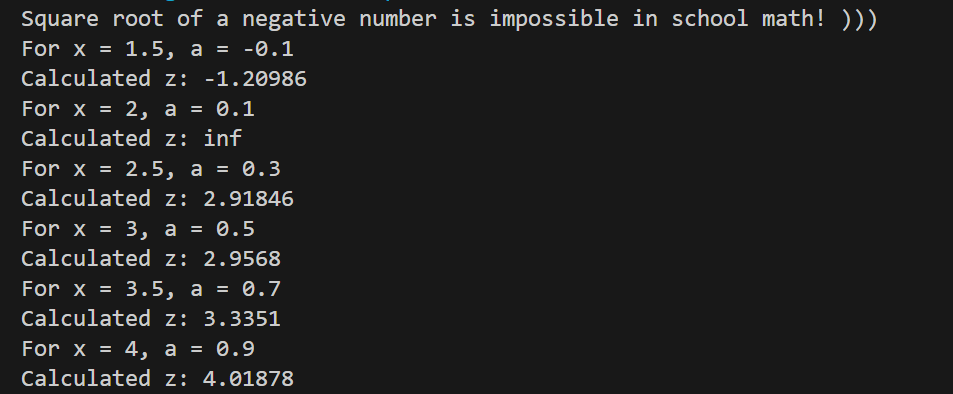 Square root of a negative number is impossible in school math! )))
For x = 1.5, a = -0.1
Calculated z: -1.20986
For x = 2, a = 0.1
Calculated z: inf
For x = 2.5, a = 0.3
Calculated z: 2.91846
For x = 3, a = 0.5
Calculated z: 2.9568
For x = 3.5, a = 0.7
Calculated z: 3.3351
For x = 4, a = 0.9
Calculated z: 4.01878